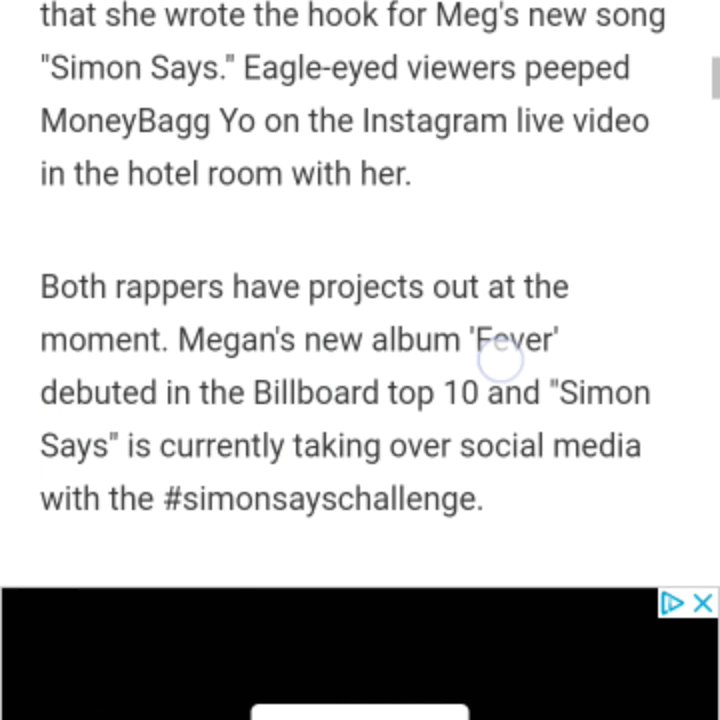 that she wrote the hook for Meg's new song
"Simon Says." Eagle-eyed viewers peeped
MoneyBagg Yo on the Instagram live video
in the hotel room with her.
Both rappers have projects out at the
moment. Megan's new album 'Fever'
debuted in the Billboard top 10 and "Simon
Says" is currently taking over social media
with the #simonsayschallenge.